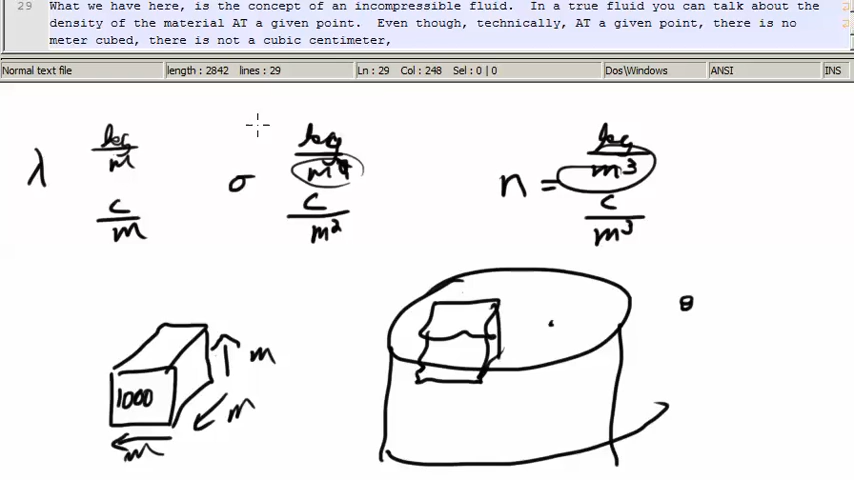 29 What we have here, is the concept of an incompressible fluid. In a true fluid you can talk about the
density of the material AT a given point. Even though, technically, AT a given point, there is no
meter cubed, there is not a cubic centimeter,
Normal text file length : 2842 lines : 29 Ln : 29 Col : 248 Sel : 0 | 0 Dos\Windows ANSI INS
λ kg/m σ kg n = kg/m³
C/m C/m² C/m³
1000 m
m
m